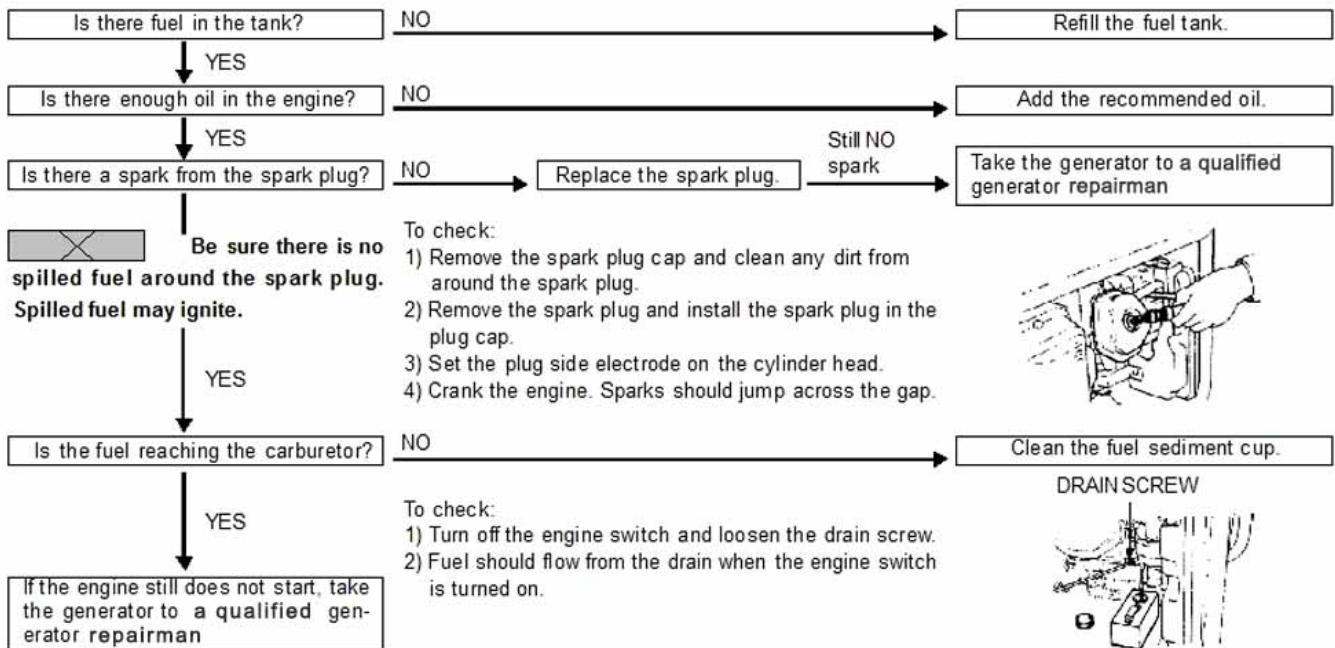 Is there fuel in the tank?
NO
Refill the fuel tank.
YES
Is there enough oil in the engine?
NO
Add the recommended oil.
YES
Is there a spark from the spark plug?
NO
Replace the spark plug.
Still NO
spark
Take the generator to a qualified
generator repairman
Be sure there is no
spilled fuel around the spark plug.
Spilled fuel may ignite.
To check:
1) Remove the spark plug cap and clean any dirt from
around the spark plug.
2) Remove the spark plug and install the spark plug in the
plug cap.
3) Set the plug side electrode on the cylinder head.
4) Crank the engine. Sparks should jump across the gap.
YES
Is the fuel reaching the carburetor?
NO
Clean the fuel sediment cup.
DRAIN SCREW
YES
To check:
1) Turn off the engine switch and loosen the drain screw.
2) Fuel should flow from the drain when the engine switch
is turned on.
If the engine still does not start, take
the generator to a qualified gen-
erator repairman